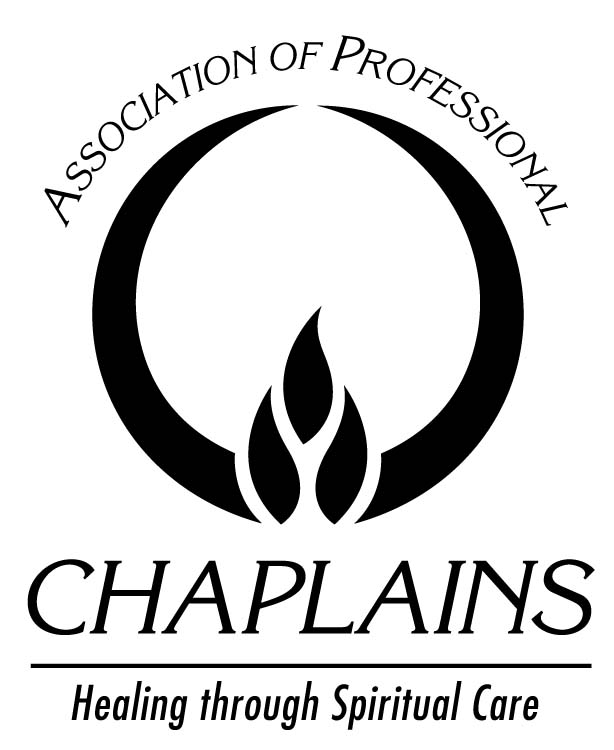 Association of Professional
CHAPLAINS
Healing through Spiritual Care